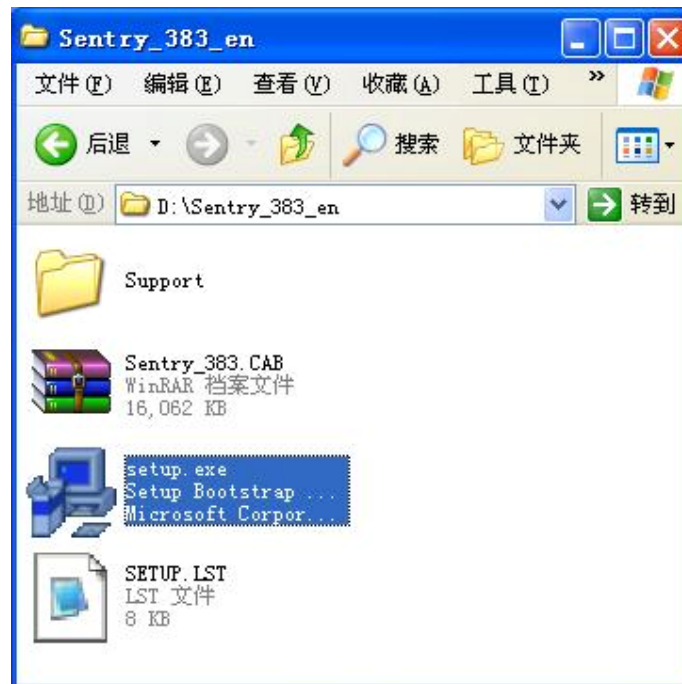 Sentry_383_en
文件(F) 编辑(E) 查看(V) 收藏(A) 工具(T) »
后退 搜索 文件夹
地址(D) D:\Sentry_383_en 转到
Support
Sentry_383.CAB
WinRAR 档案文件
16,062 KB
setup.exe
Setup Bootstrap ...
Microsoft Corpor...
SETUP.LST
LST 文件
8 KB